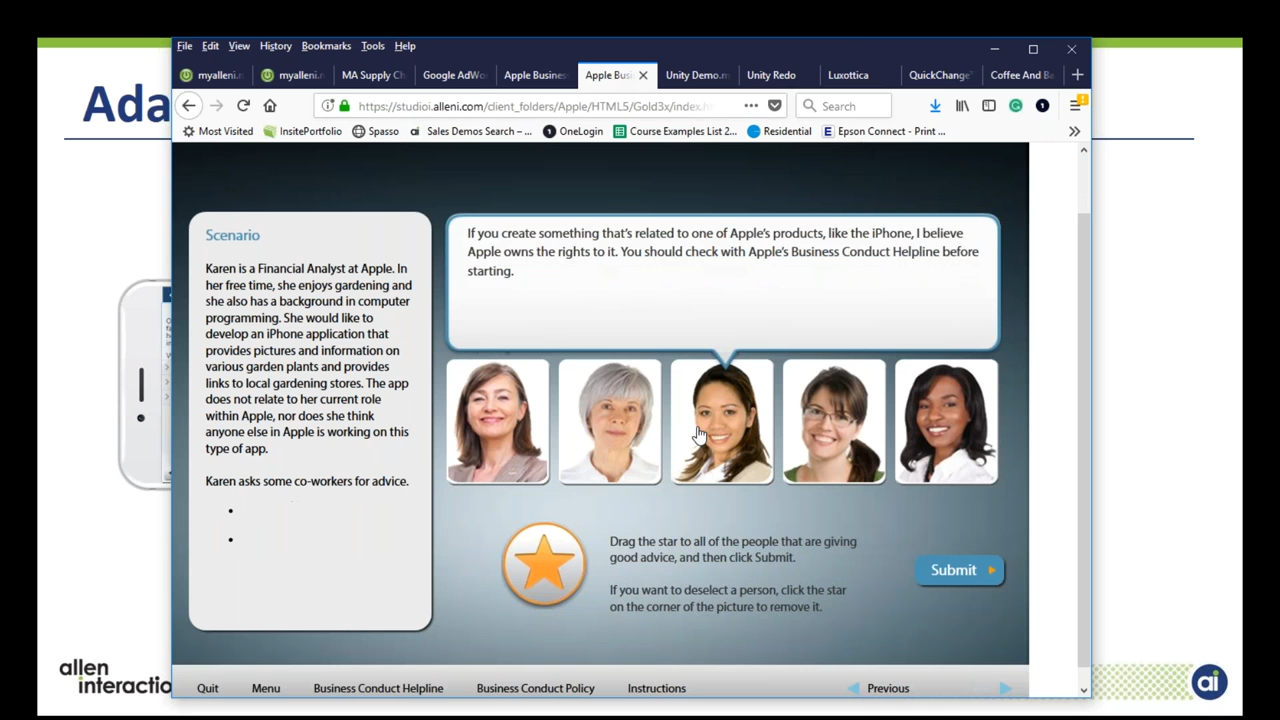 Ada
File Edit View History Bookmarks Tools Help
myalleni. myalleni. MA Supply Ch Google AdWo Apple Busine Apple Bus Unity Demo.m Unity Redo Luxottica QuickChange Coffee And Ba
https://studioi.alleni.com/client_folders/Apple/HTML5/Gold3x/index.h Search
Most Visited InsitePortfolio Spasso Sales Demos Search – ... OneLogin Course Examples List 2... Residential Epson Connect - Print ...
Scenario
Karen is a Financial Analyst at Apple. In
her free time, she enjoys gardening and
she also has a background in computer
programming. She would like to
develop an iPhone application that
provides pictures and information on
various garden plants and provides
links to local gardening stores. The app
does not relate to her current role
within Apple, nor does she think
anyone else in Apple is working on this
type of app.
Karen asks some co-workers for advice.
If you create something that's related to one of Apple's products, like the iPhone, I believe
Apple owns the rights to it. You should check with Apple's Business Conduct Helpline before
starting.
Drag the star to all of the people that are giving
good advice, and then click Submit.
If you want to deselect a person, click the star
on the corner of the picture to remove it.
Submit
Quit Menu Business Conduct Helpline Business Conduct Policy Instructions Previous
allen
interactio
ai